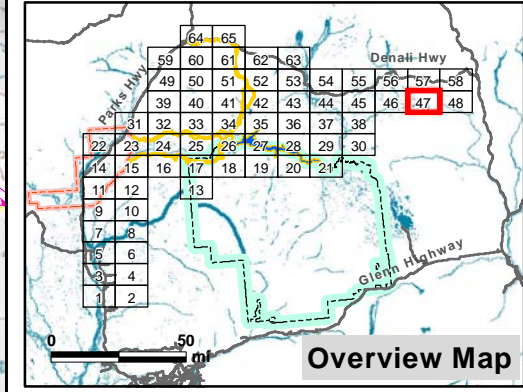 64 65
59 60 61 62 63
Denali Hwy
49 50 51 52 53 54 55 56 57 58
Parks Hwy
39 40 41 42 43 44 45 46 47 48
31 32 33 34 35 36 37 38
22 23 24 25 26 27 28 29 30
14 15 16 17 18 19 20 21
11 12 13
9 10
7 8
5 6
3 4
1 2
Glenn Highway
0 50
mi
Overview Map